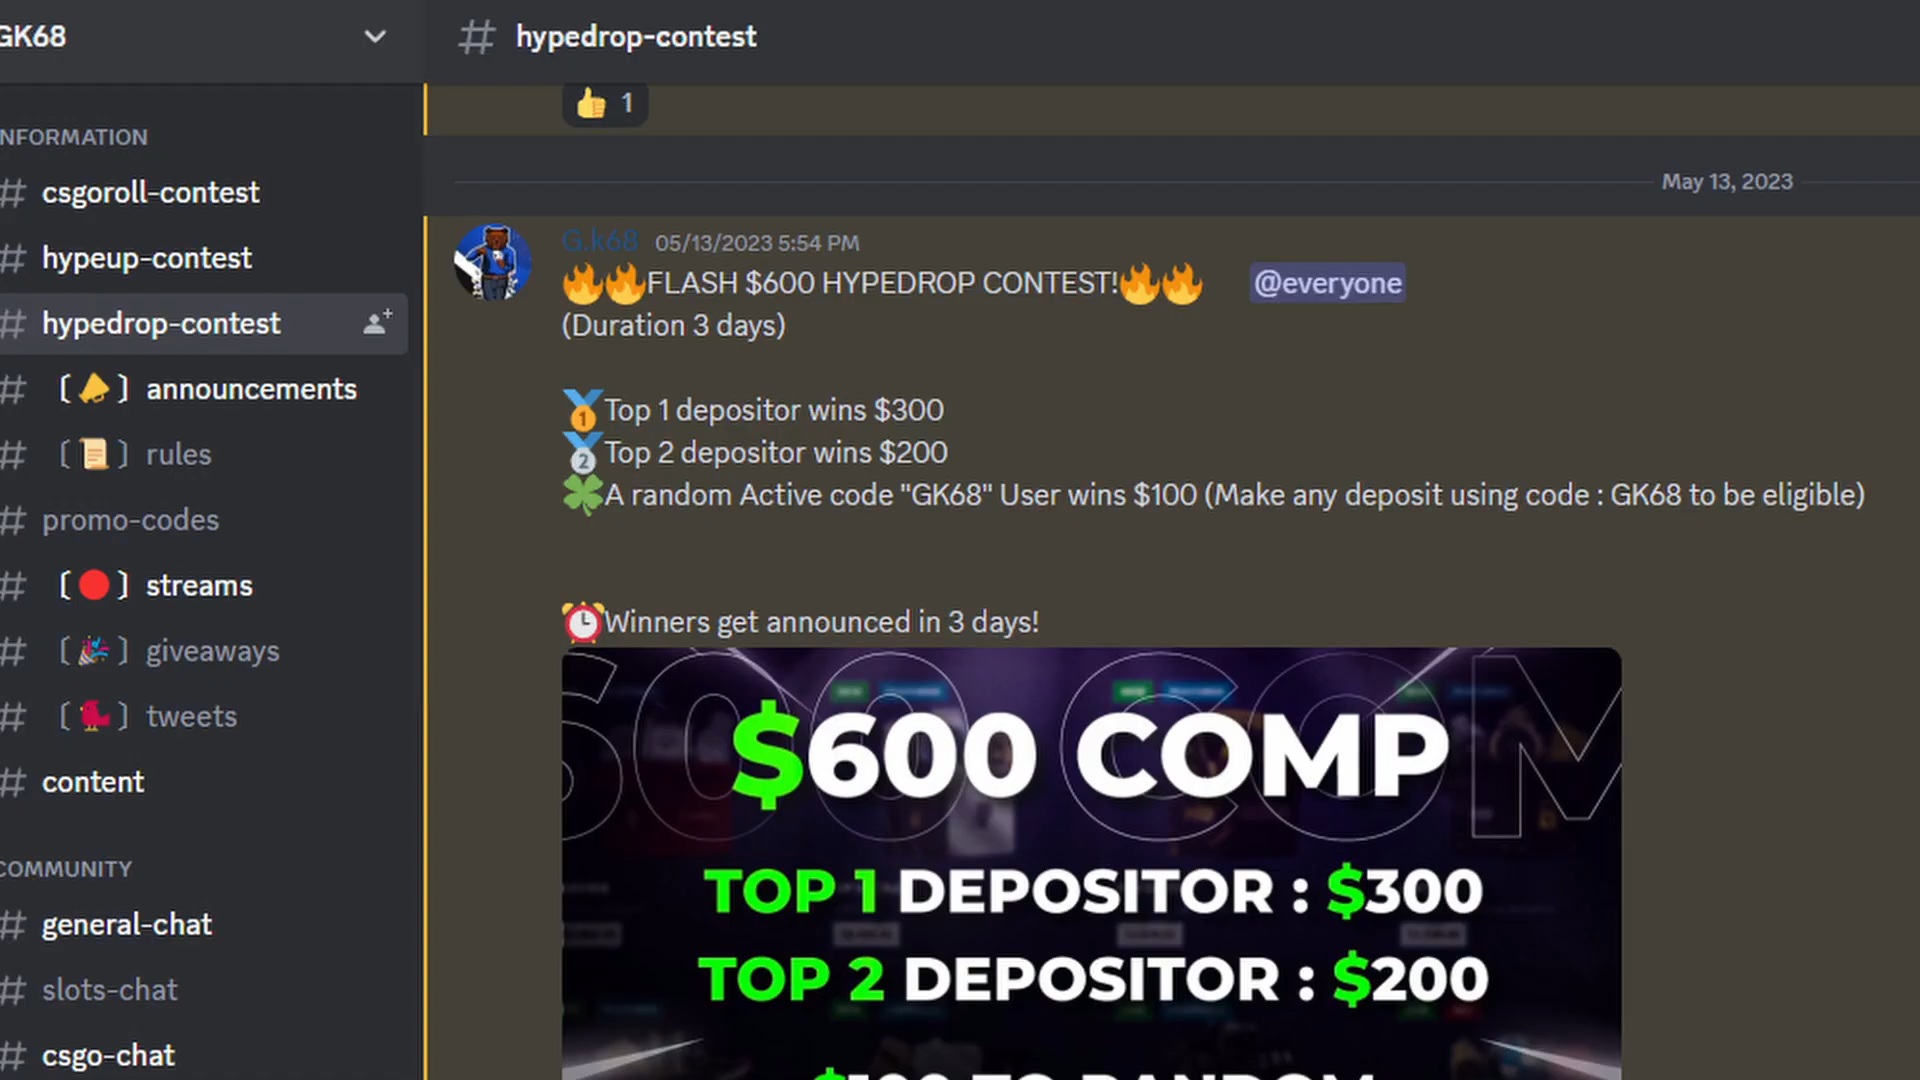 GK68
hypedrop-contest
INFORMATION
csgoroll-contest
hypeup-contest
hypedrop-contest
announcements
rules
promo-codes
streams
giveaways
tweets
content
COMMUNITY
general-chat
slots-chat
csgo-chat
1
May 13, 2023
G.k68 05/13/2023 5:54 PM
FLASH $600 HYPEDROP CONTEST! @everyone
(Duration 3 days)
Top 1 depositor wins $300
Top 2 depositor wins $200
A random Active code "GK68" User wins $100 (Make any deposit using code : GK68 to be eligible)
Winners get announced in 3 days!
$600 COMP
TOP 1 DEPOSITOR : $300
TOP 2 DEPOSITOR : $200
$100 TO RANDOM